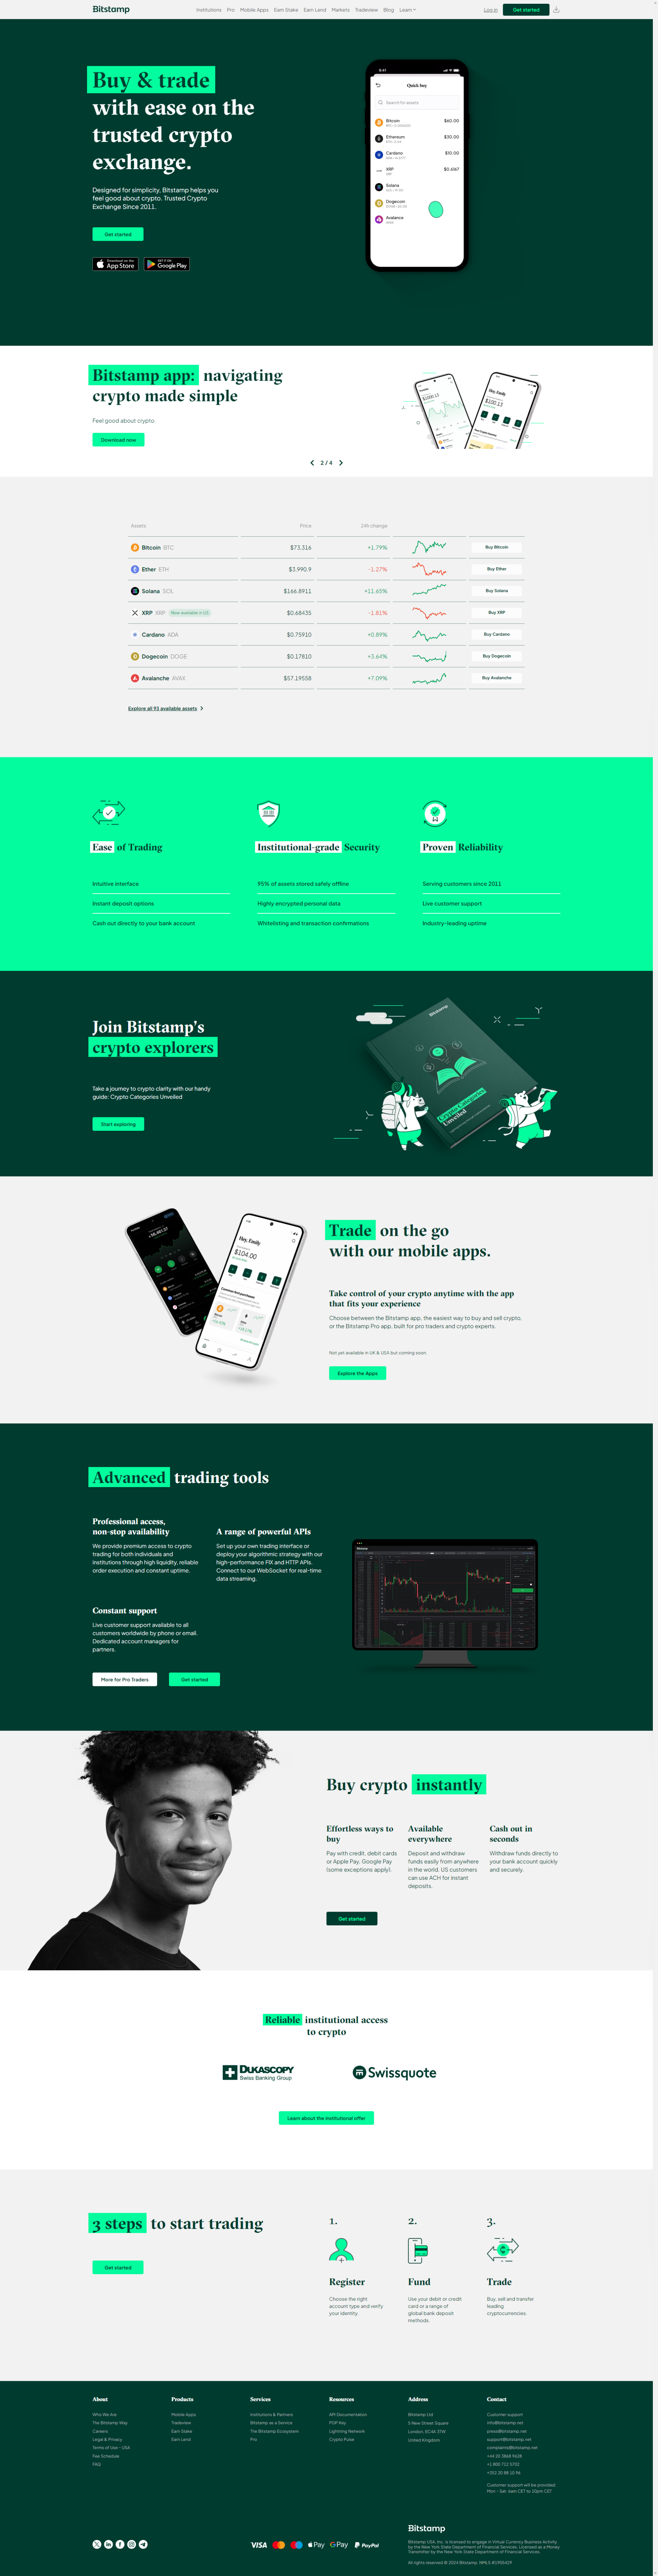 Bitstamp
Institutions Pro Mobile Apps Earn Stake Earn Lend Markets Tradeview Blog Learn
Log in
Get started
Buy & trade
with ease on the
trusted crypto
exchange.
Designed for simplicity, Bitstamp helps you
feel good about crypto. Trusted Crypto
Exchange Since 2011.
Get started
Download on the
App Store
GET IT ON
Google Play
9:41
Quick buy
Search for assets
Bitcoin $60.00
Ethereum $30.00
Cardano $10.00
XRP $0.6167
Solana
Dogecoin
Avalance
Bitstamp app: navigating
crypto made simple
Feel good about crypto.
Download now
2 / 4
Assets Price 24h change
Bitcoin BTC $73,316 +1.79% Buy Bitcoin
Ether ETH $3,990.9 -1.27% Buy Ether
Solana SOL $166.8911 +11.65% Buy Solana
XRP XRP Now available in US $0.68435 -1.81% Buy XRP
Cardano ADA $0.75910 +0.89% Buy Cardano
Dogecoin DOGE $0.17810 +3.64% Buy Dogecoin
Avalanche AVAX $57.19558 +7.09% Buy Avalanche
Explore all 93 available assets
Ease of Trading
Intuitive interface
Instant deposit options
Cash out directly to your bank account
Institutional-grade Security
95% of assets stored safely offline
Highly encrypted personal data
Whitelisting and transaction confirmations
Proven Reliability
Serving customers since 2011
Live customer support
Industry-leading uptime
Join Bitstamp's
crypto explorers
Take a journey to crypto clarity with our handy
guide: Crypto Categories Unveiled
Start exploring
Bitstamp
Crypto Categories
Unveiled
Hey, Emily
$104.00
Trade on the go
with our mobile apps.
Take control of your crypto anytime with the app
that fits your experience
Choose between the Bitstamp app, the easiest way to buy and sell crypto,
or the Bitstamp Pro app, built for pro traders and crypto experts.
Not yet available in UK & USA but coming soon.
Explore the Apps
Advanced trading tools
Professional access,
non-stop availability
We provide premium access to crypto
trading for both individuals and
institutions through high liquidity, reliable
order execution and constant uptime.
A range of powerful APIs
Set up your own trading interface or
deploy your algorithmic strategy with our
high-performance FIX and HTTP APIs.
Connect to our WebSocket for real-time
data streaming.
Constant support
Live customer support available to all
customers worldwide by phone or email.
Dedicated account managers for
partners.
More for Pro Traders
Get started
Buy crypto instantly
Effortless ways to
buy
Pay with credit, debit cards
or Apple Pay, Google Pay
(some exceptions apply).
Available
everywhere
Deposit and withdraw
funds easily from anywhere
in the world. US customers
can use ACH for instant
deposits.
Cash out in
seconds
Withdraw funds directly to
your bank account quickly
and securely.
Get started
Reliable institutional access
to crypto
DUKASCOPY
Swiss Banking Group
Swissquote
Learn about the institutional offer
3 steps to start trading
Get started
1.
Register
Choose the right
account type and verify
your identity.
2.
Fund
Use your debit or credit
card or a range of
global bank deposit
methods.
3.
Trade
Buy, sell and transfer
leading
cryptocurrencies.
About
Who We Are
The Bitstamp Way
Careers
Legal & Privacy
Terms of Use - USA
Fee Schedule
FAQ
Products
Mobile Apps
Tradeview
Earn Stake
Earn Lend
Services
Institutions & Partners
Bitstamp as a Service
The Bitstamp Ecosystem
Pro
Resources
API Documentation
PGP Key
Lightning Network
Crypto Pulse
Address
Bitstamp Ltd
5 New Street Square
London, EC4A 3TW
United Kingdom
Contact
Customer support
info@bitstamp.net
press@bitstamp.net
support@bitstamp.net
complaints@bitstamp.net
+44 20 3868 9628
+1 800 712 5702
+352 20 88 10 96
Customer support will be provided:
Mon - Sat: 6am CET to 10pm CET
VISA
Pay
G Pay
PayPal
Bitstamp
Bitstamp USA, Inc. is licensed to engage in Virtual Currency Business Activity
by the New York State Department of Financial Services. Licensed as a Money
Transmitter by the New York State Department of Financial Services.
All rights reserved © 2024 Bitstamp. NMLS #1905429